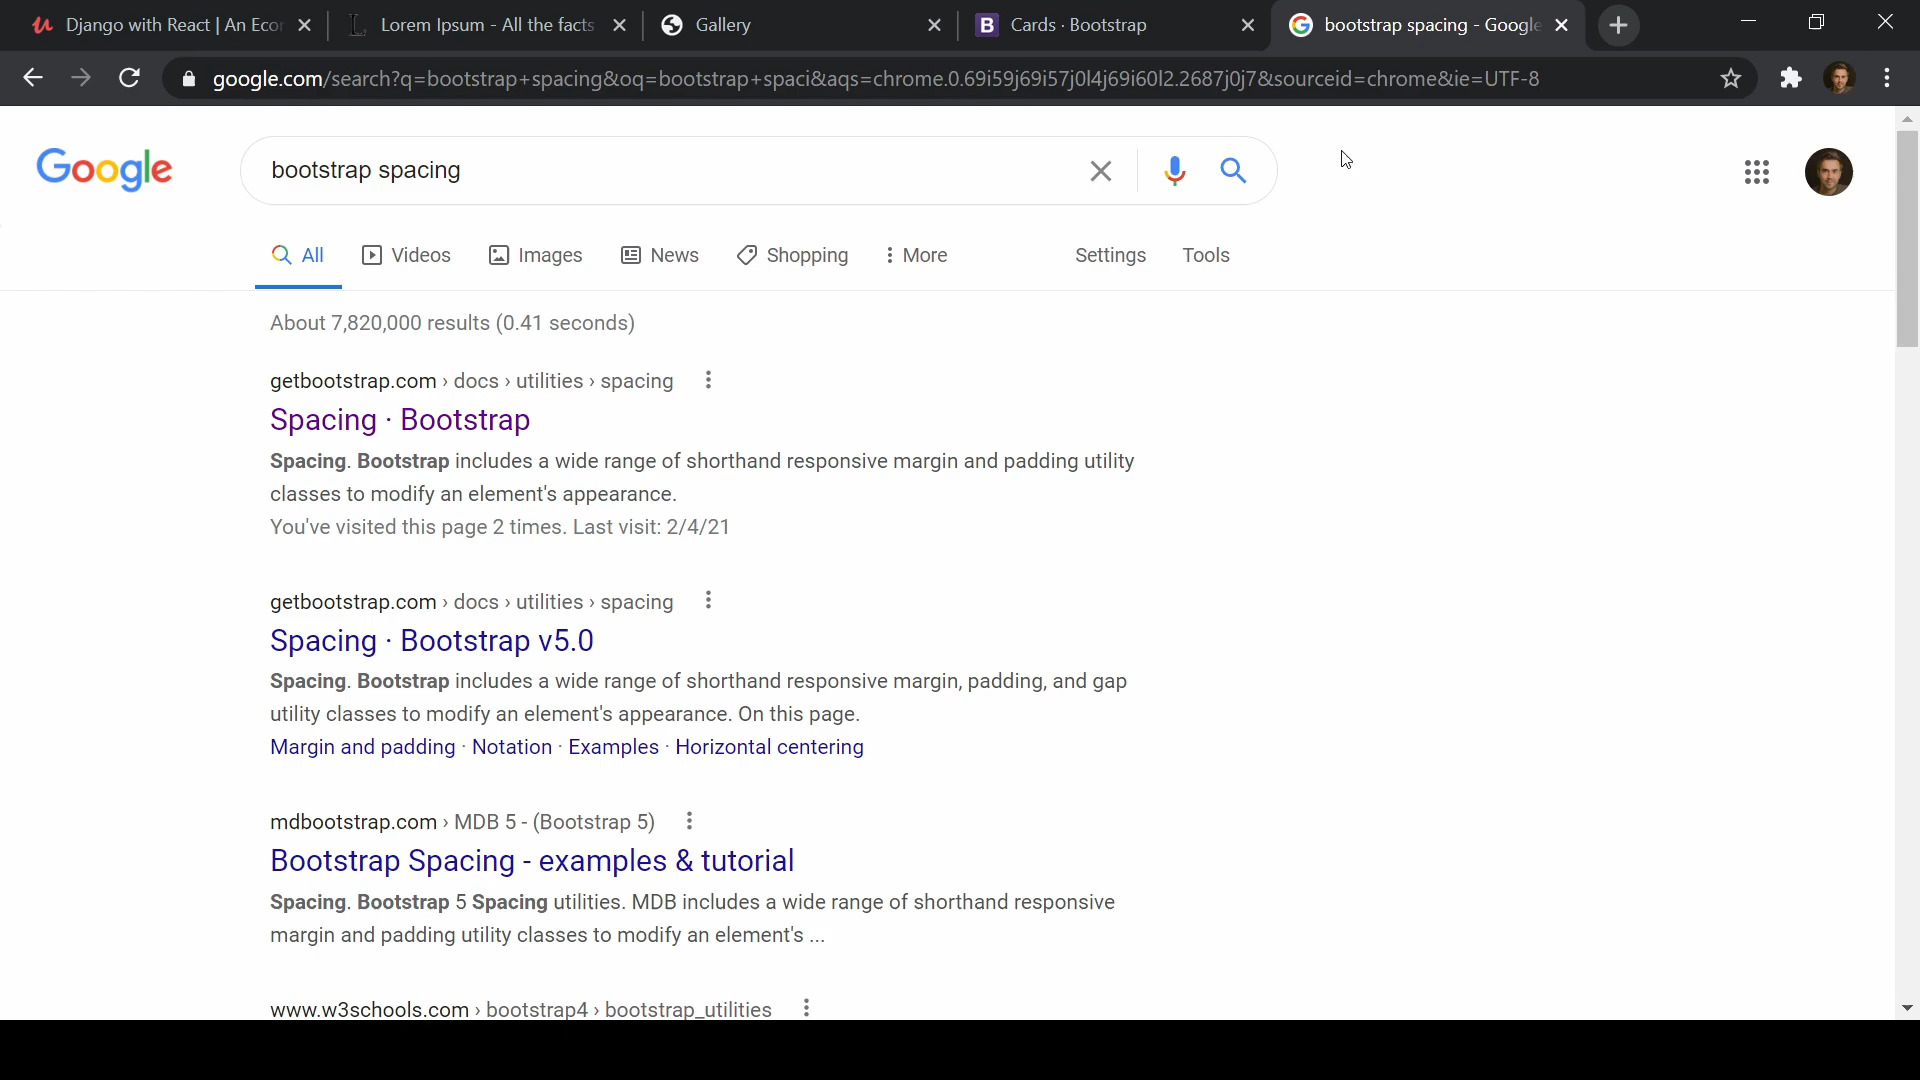 Django with React | An Eco
Lorem Ipsum - All the facts
Gallery
Cards · Bootstrap
bootstrap spacing - Google
google.com/search?q=bootstrap+spacing&oq=bootstrap+spaci&aqs=chrome.0.69i59j69i57j0l4j69i60l2.2687j0j7&sourceid=chrome&ie=UTF-8
Google
bootstrap spacing
All
Videos
Images
News
Shopping
More
Settings
Tools
About 7,820,000 results (0.41 seconds)
getbootstrap.com › docs › utilities › spacing
Spacing · Bootstrap
Spacing. Bootstrap includes a wide range of shorthand responsive margin and padding utility
classes to modify an element's appearance.
You've visited this page 2 times. Last visit: 2/4/21
getbootstrap.com › docs › utilities › spacing
Spacing · Bootstrap v5.0
Spacing. Bootstrap includes a wide range of shorthand responsive margin, padding, and gap
utility classes to modify an element's appearance. On this page.
Margin and padding · Notation · Examples · Horizontal centering
mdbootstrap.com › MDB 5 - (Bootstrap 5)
Bootstrap Spacing - examples & tutorial
Spacing. Bootstrap 5 Spacing utilities. MDB includes a wide range of shorthand responsive
margin and padding utility classes to modify an element's ...
www.w3schools.com › bootstrap4 › bootstrap_utilities